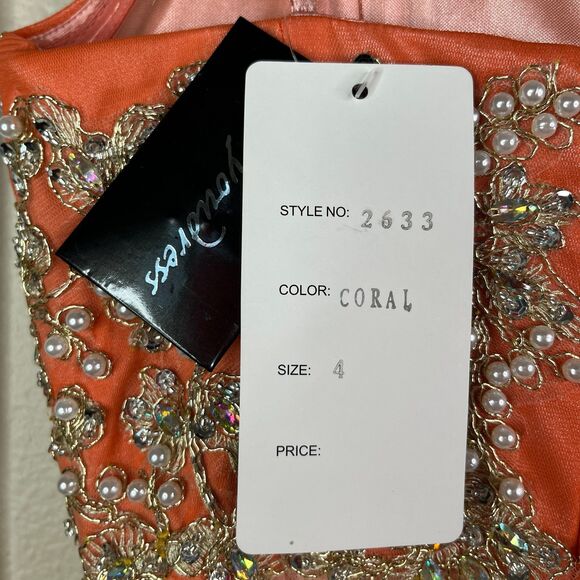 STYLE NO: 2633
COLOR: CORAL
SIZE: 4
PRICE: